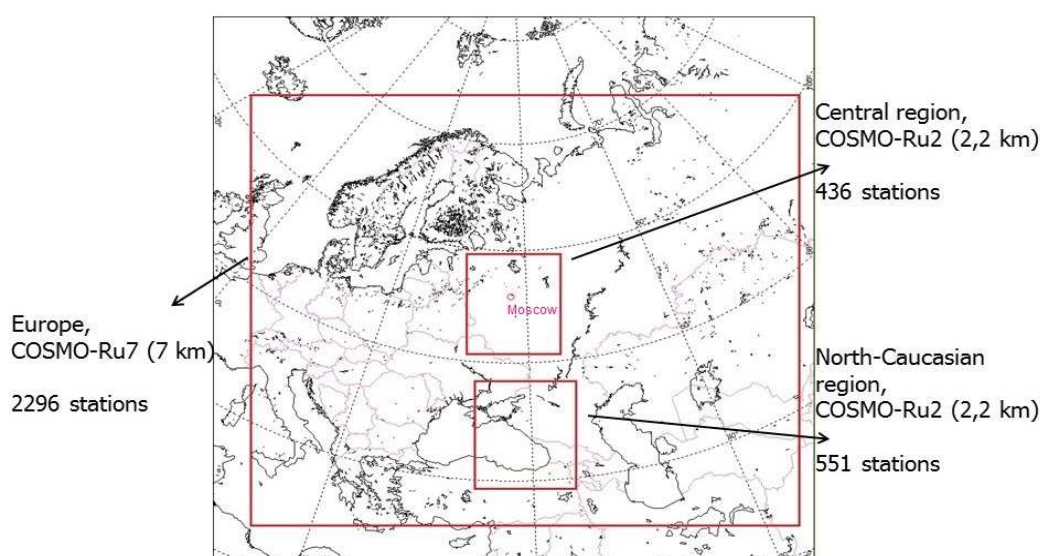 Central region,
COSMO-Ru2 (2,2 km)
436 stations
Moscow
Europe,
COSMO-Ru7 (7 km)
2296 stations
North-Caucasian
region,
COSMO-Ru2 (2,2 km)
551 stations